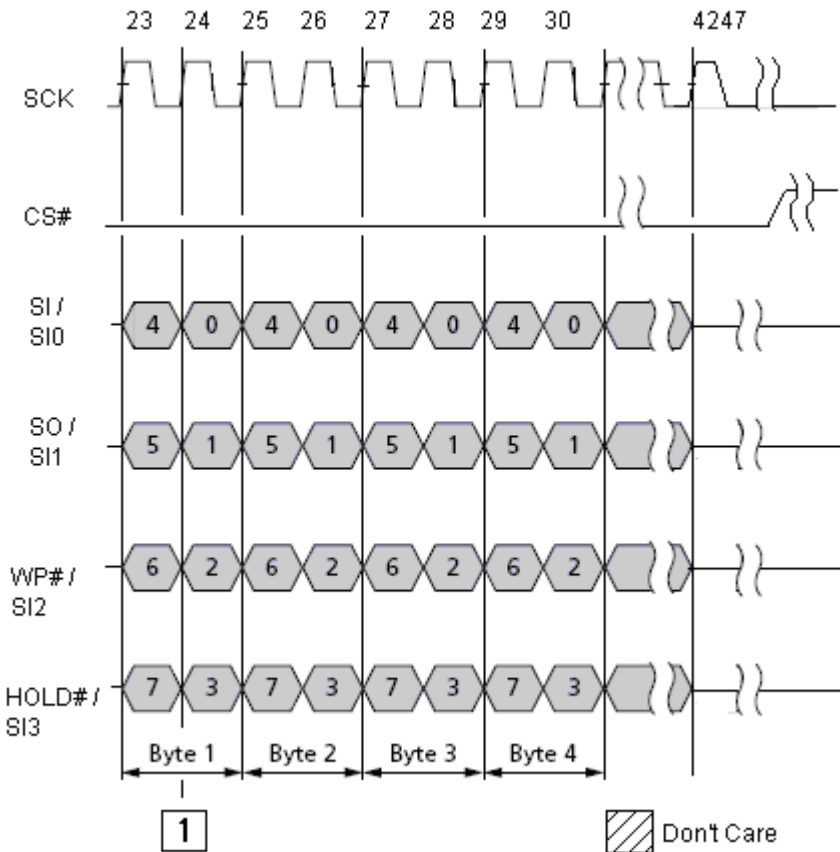 23 24 25 26 27 28 29 30 4247
SCK
CS#
SI /
SI0
4 0 4 0 4 0 4 0
SO /
SI1
5 1 5 1 5 1 5 1
WP# /
SI2
6 2 6 2 6 2 6 2
HOLD# /
SI3
7 3 7 3 7 3 7 3
Byte 1 Byte 2 Byte 3 Byte 4
1
Don't Care